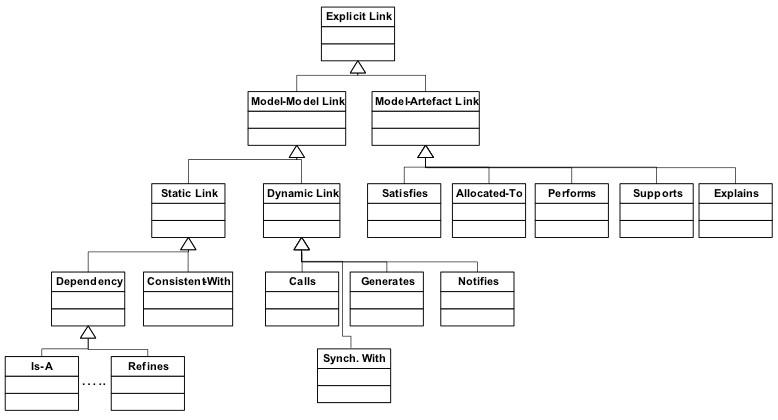 Explicit Link
Model-Model Link
Model-Artefact Link
Static Link
Dynamic Link
Satisfies
Allocated-To
Performs
Supports
Explains
Dependency
Consistent-With
Calls
Generates
Notifies
Is-A
.....
Refines
Synch. With